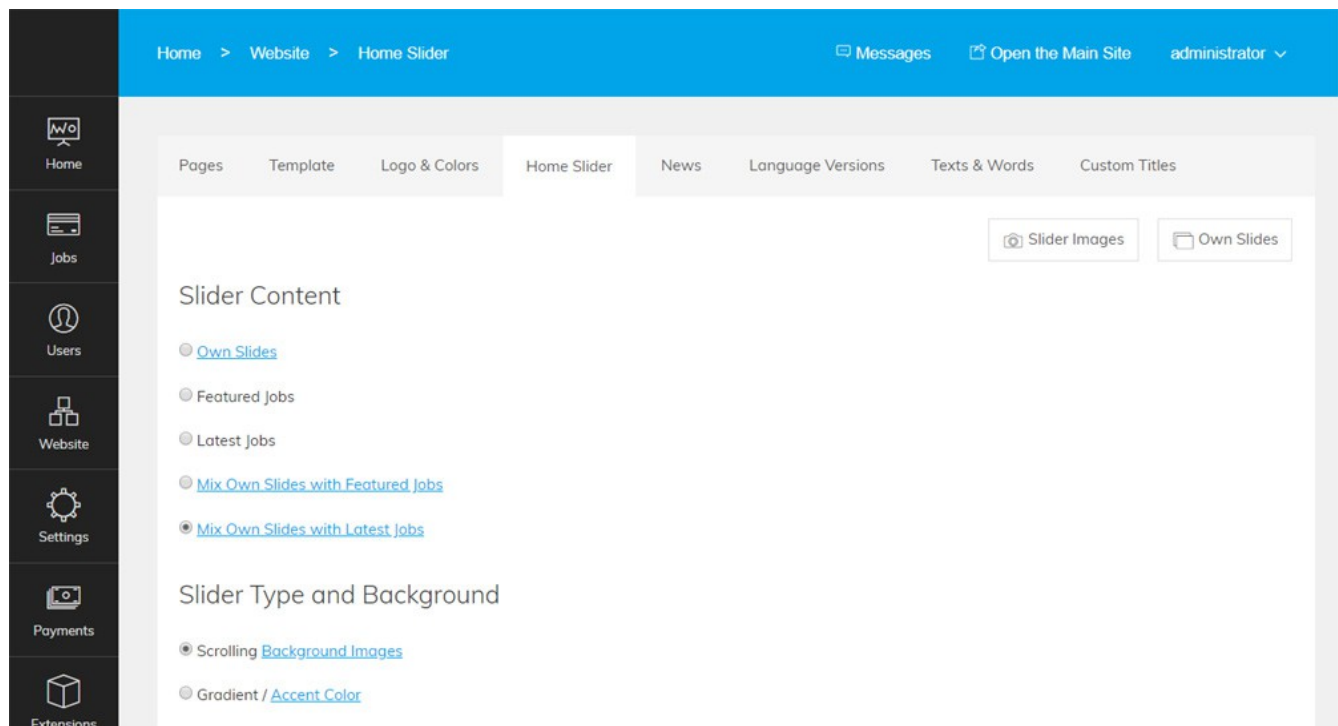 Home > Website > Home Slider
Messages
Open the Main Site
administrator
Home
Jobs
Users
Website
Settings
Payments
Extensions
Pages
Template
Logo & Colors
Home Slider
News
Language Versions
Texts & Words
Custom Titles
Slider Images
Own Slides
Slider Content
Own Slides
Featured Jobs
Latest Jobs
Mix Own Slides with Featured Jobs
Mix Own Slides with Latest Jobs
Slider Type and Background
Scrolling Background Images
Gradient / Accent Color